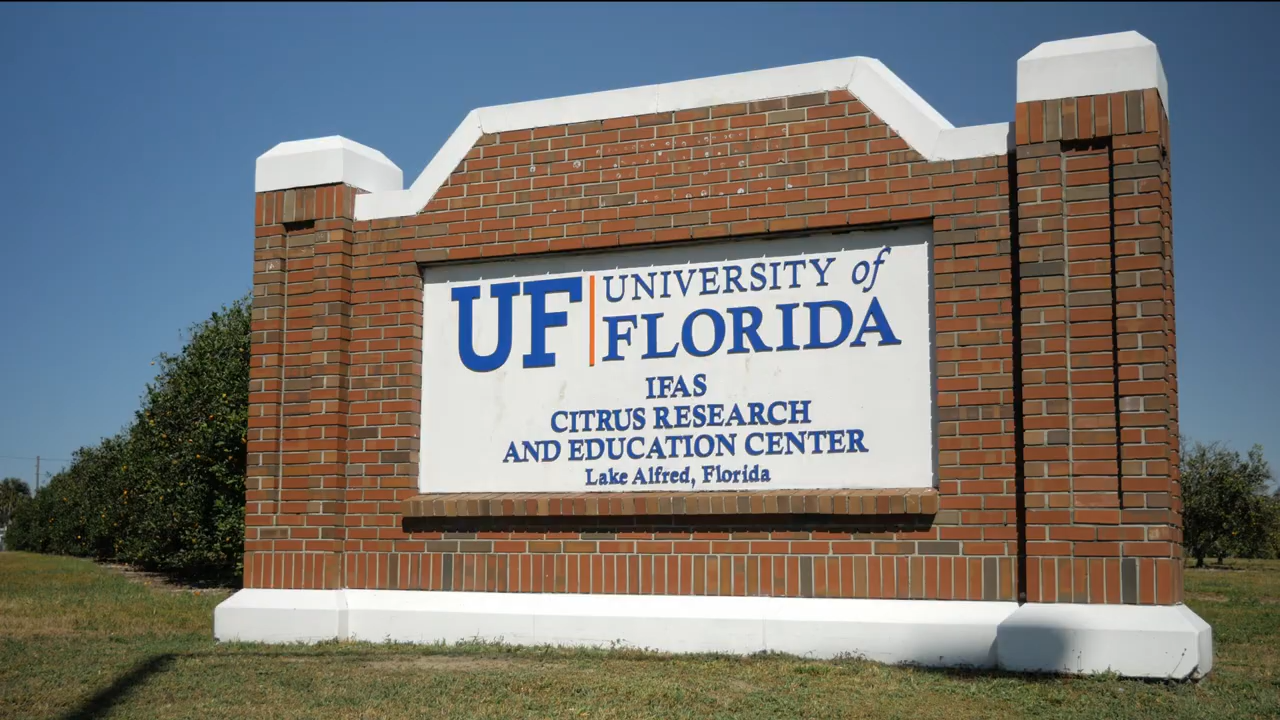 UF UNIVERSITY of
FLORIDA
IFAS
CITRUS RESEARCH
AND EDUCATION CENTER
Lake Alfred, Florida